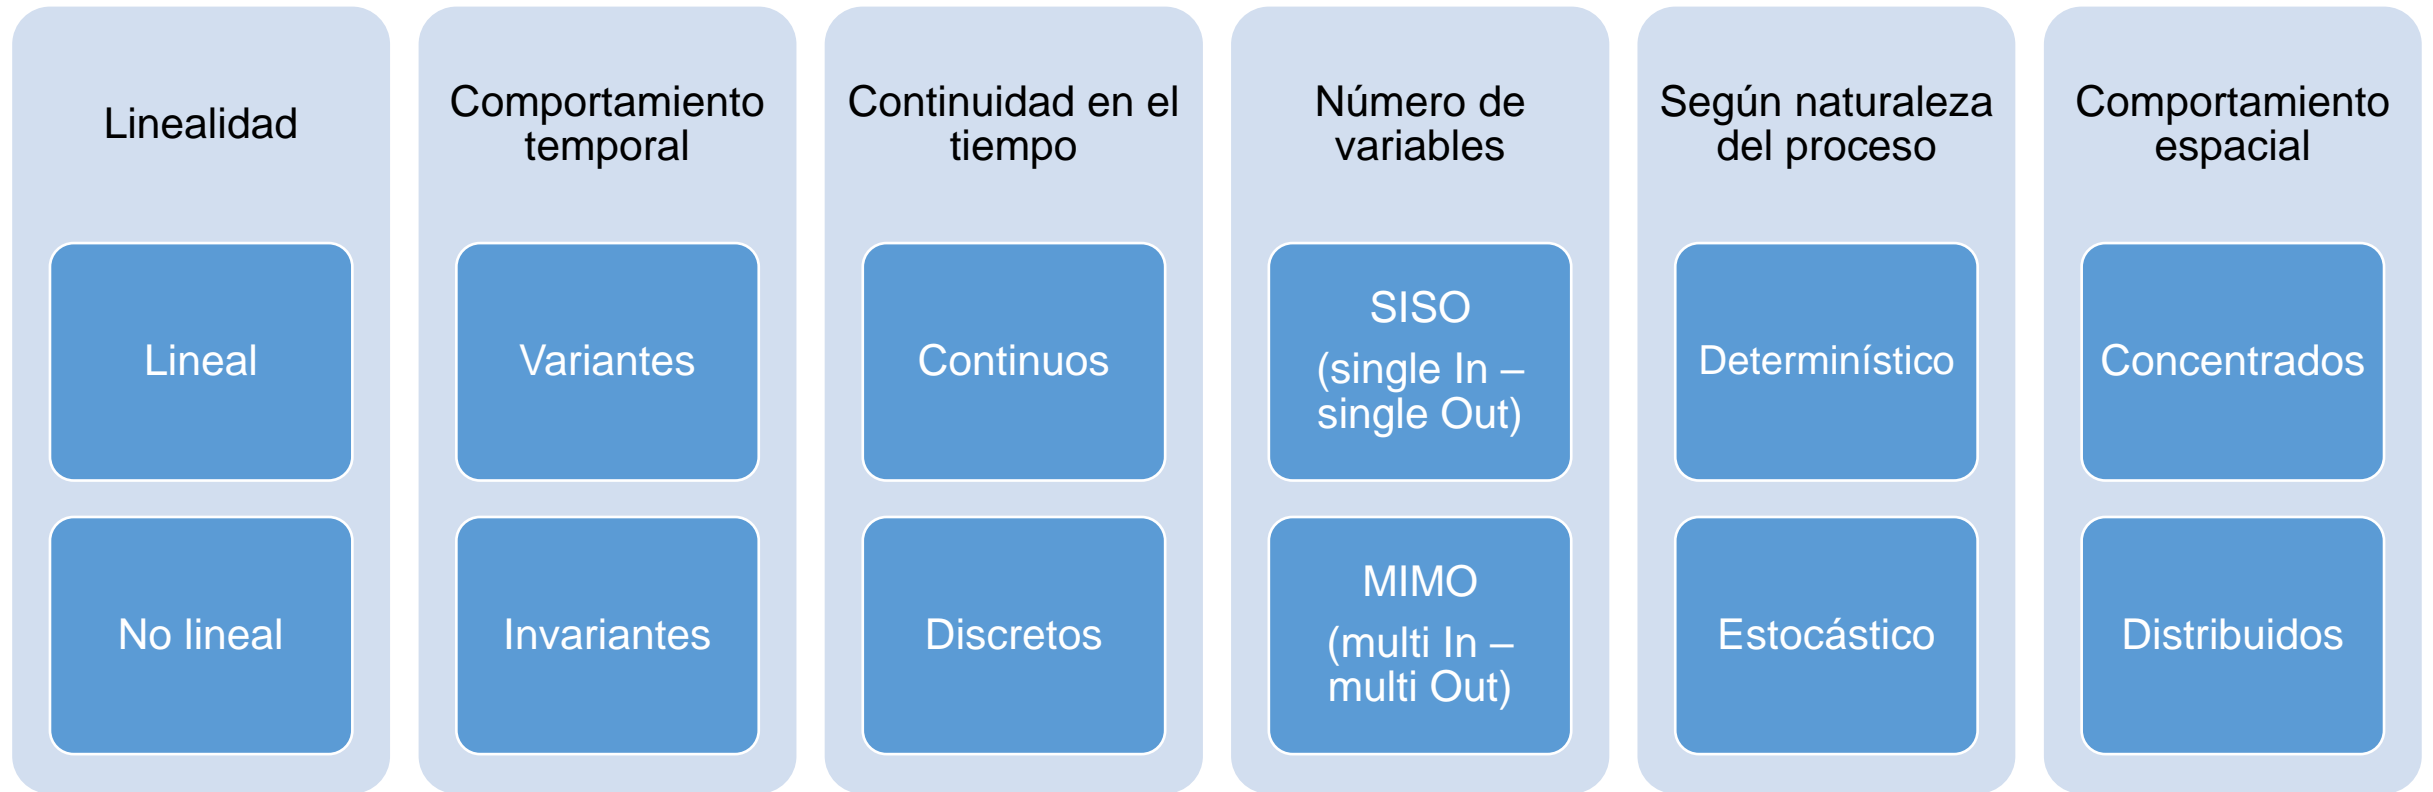 Linealidad
Lineal
No lineal
Comportamiento
temporal
Variantes
Invariantes
Continuidad en el
tiempo
Continuos
Discretos
Número de
variables
SISO
(single In –
single Out)
MIMO
(multi In –
multi Out)
Según naturaleza
del proceso
Determinístico
Estocástico
Comportamiento
espacial
Concentrados
Distribuidos